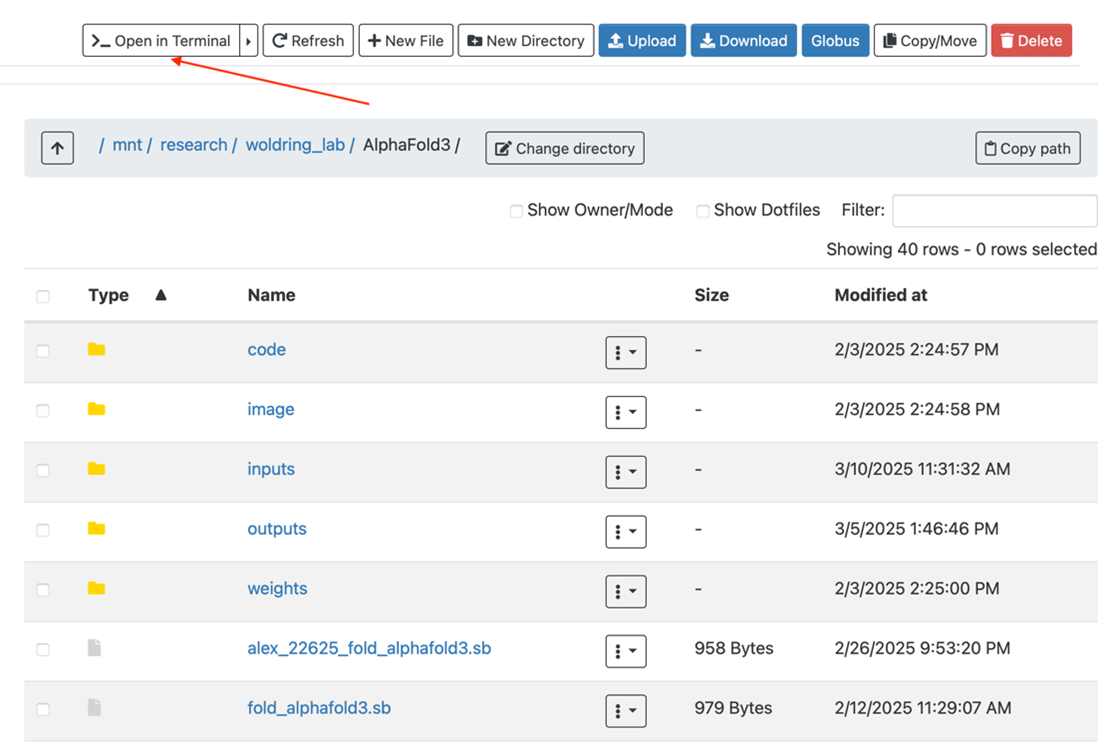 >_ Open in Terminal Refresh + New File New Directory Upload Download Globus Copy/Move Delete
/ mnt / research / woldring_lab / AlphaFold3 / Change directory Copy path
Show Owner/Mode Show Dotfiles Filter:
Showing 40 rows - 0 rows selected
Type Name Size Modified at
code - 2/3/2025 2:24:57 PM
image - 2/3/2025 2:24:58 PM
inputs - 3/10/2025 11:31:32 AM
outputs - 3/5/2025 1:46:46 PM
weights - 2/3/2025 2:25:00 PM
alex_22625_fold_alphafold3.sb 958 Bytes 2/26/2025 9:53:20 PM
fold_alphafold3.sb 979 Bytes 2/12/2025 11:29:07 AM